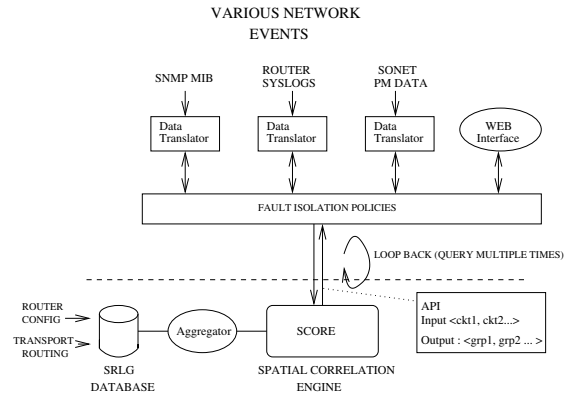 VARIOUS NETWORK
EVENTS
SNMP MIB
ROUTER
SYSLOGS
SONET
PM DATA
Data
Translator
Data
Translator
Data
Translator
WEB
Interface
FAULT ISOLATION POLICIES
LOOP BACK (QUERY MULTIPLE TIMES)
ROUTER
CONFIG
TRANSPORT
ROUTING
Aggregator
SCORE
API
Input <ckt1, ckt2...>
Output : <grp1, grp2 ... >
SRLG
DATABASE
SPATIAL CORRELATION
ENGINE